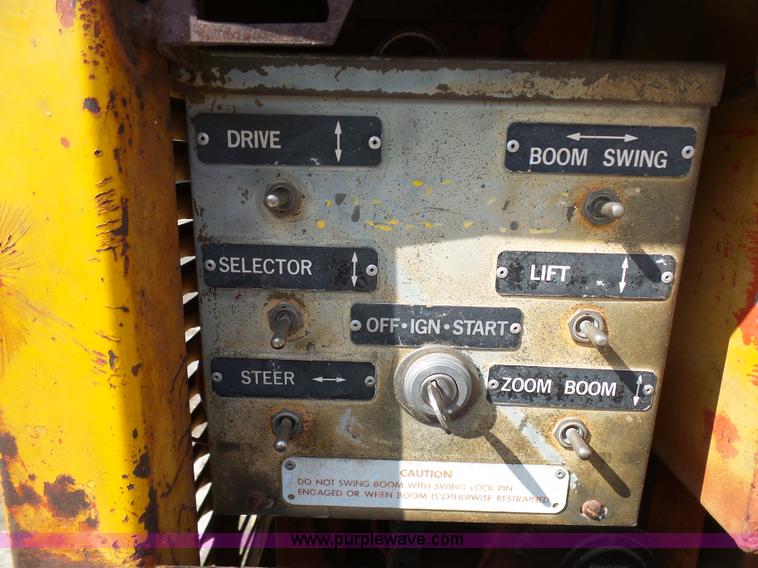 DRIVE
BOOM SWING
SELECTOR
LIFT
OFF•IGN•START
STEER
ZOOM BOOM
CAUTION
DO NOT SWING BOOM WITH SWING LOCK PIN
ENGAGED OR WHEN BOOM IS OTHERWISE RESTRAINED
www.purplewave.com